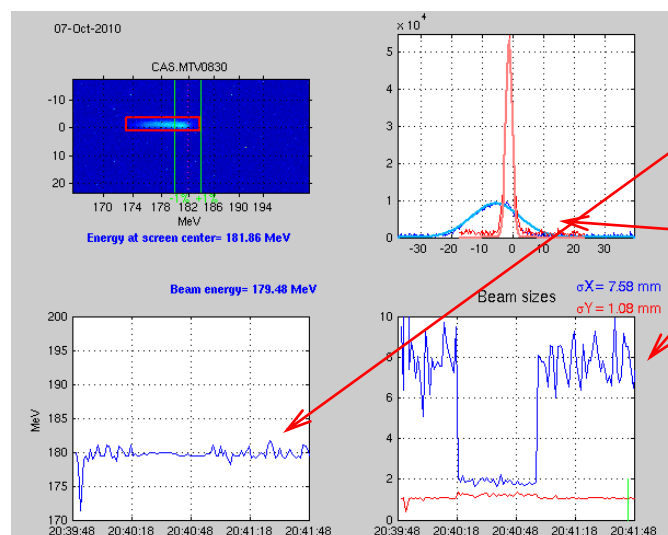 07-Oct-2010
CAS.MTV0830
-10
0
10
20
170 174 178 182 186 190 194
-1% +1%
MeV
Energy at screen center= 181.86 MeV
× 10⁴
5
4
3
2
1
0
-30 -20 -10 0 10 20 30
Beam energy= 179.48 MeV
200
195
190
185
180
175
170
MeV
20:39:48 20:40:18 20:40:48 20:41:18 20:41:48
Beam sizes
σX = 7.58 mm
σY = 1.08 mm
10
8
6
4
2
0
20:39:48 20:40:18 20:40:48 20:41:18 20:41:48